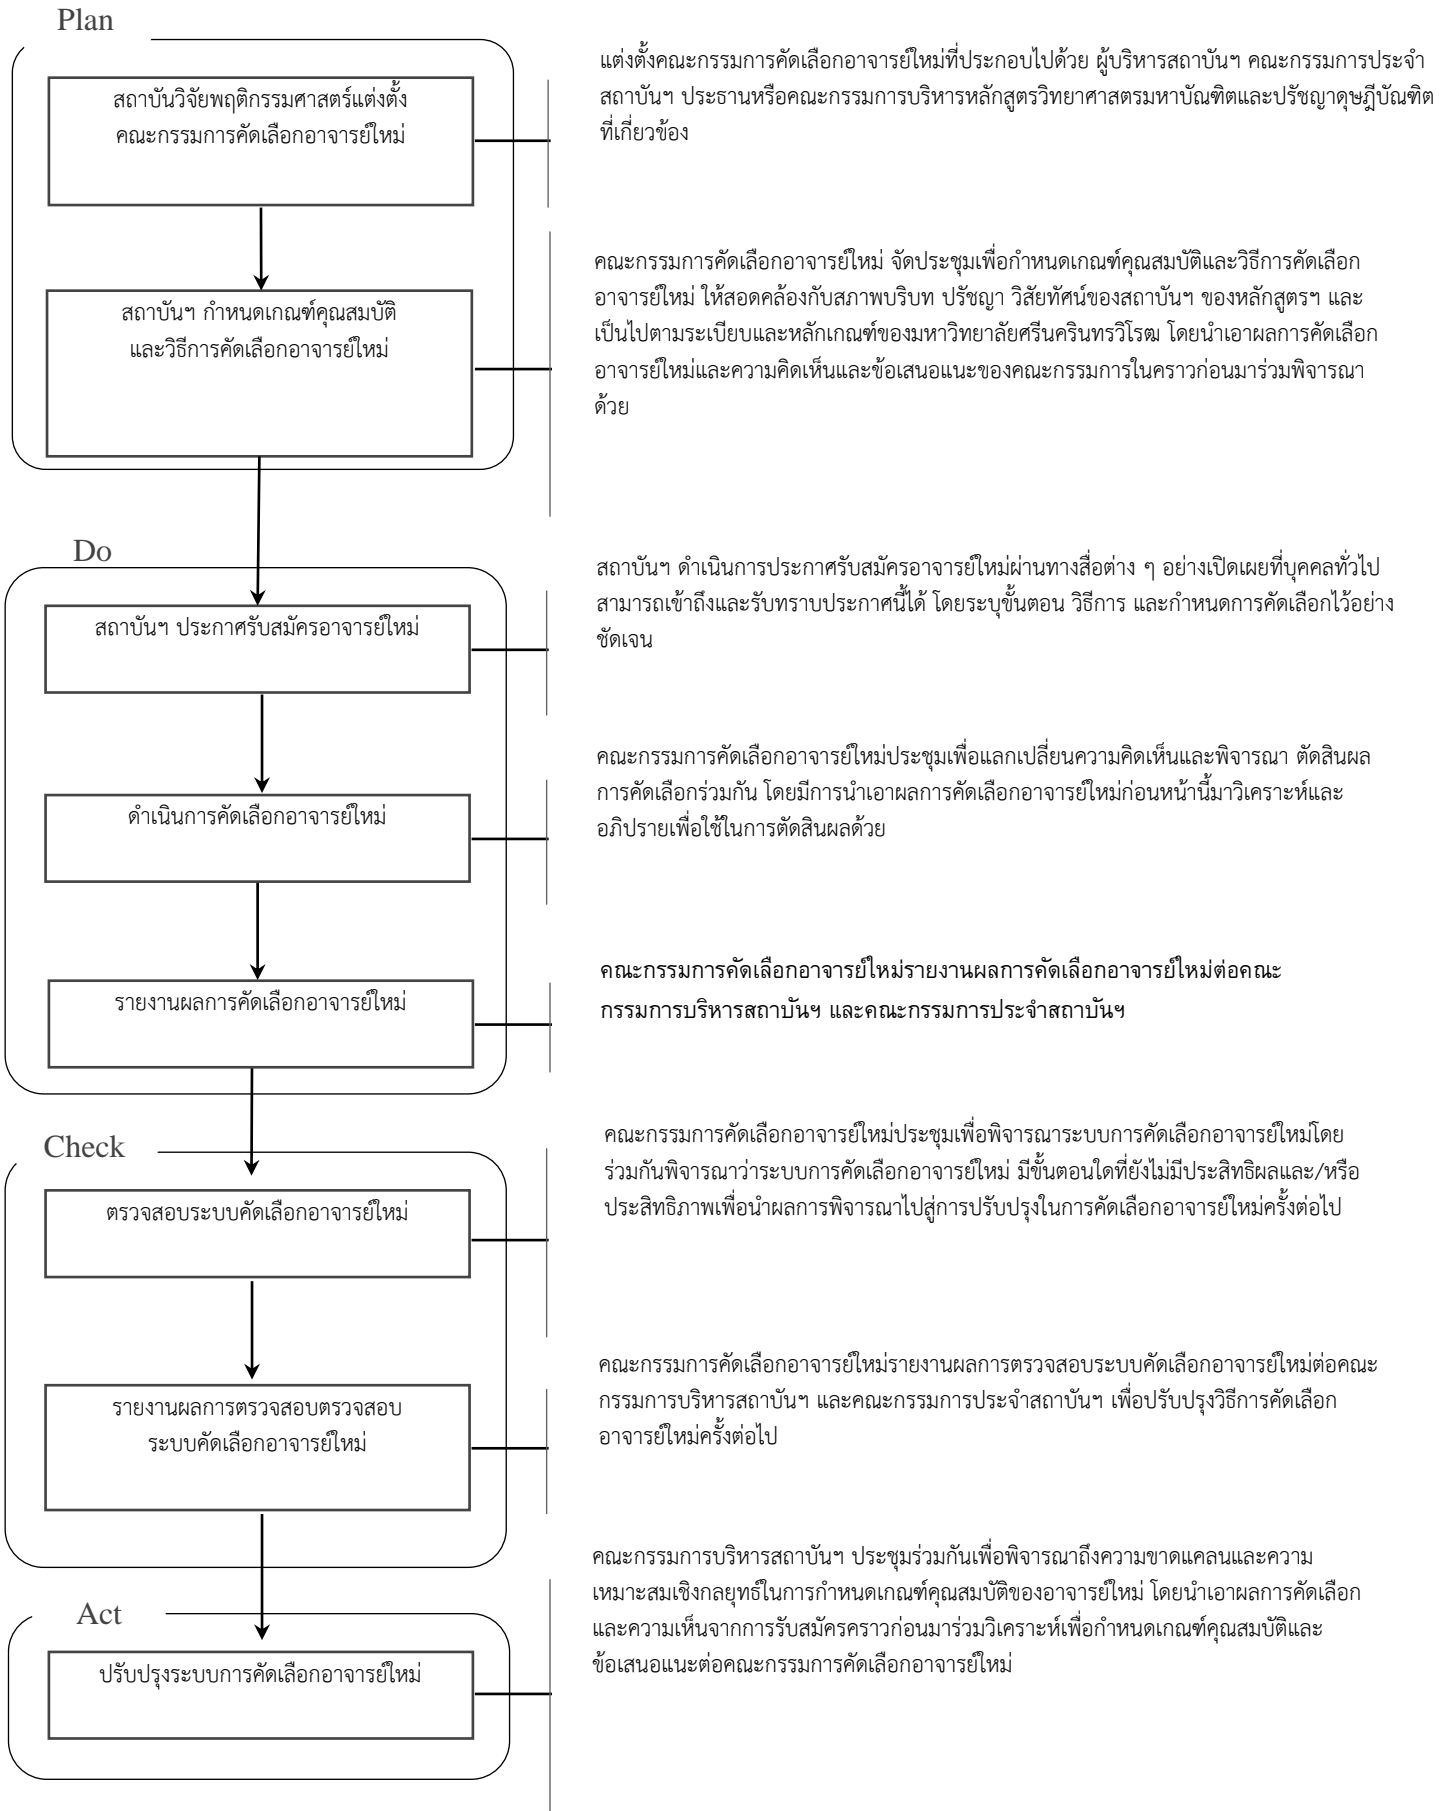 Plan
สถาบันวิจัยพฤติกรรมศาสตร์แต่งตั้ง
คณะกรรมการคัดเลือกอาจารย์ใหม่
แต่งตั้งคณะกรรมการคัดเลือกอาจารย์ใหม่ที่ประกอบไปด้วย ผู้บริหารสถาบันฯ คณะกรรมการประจำ
สถาบันฯ ประธานหรือคณะกรรมการบริหารหลักสูตรวิทยาศาสตรมหาบัณฑิตและปรัชญาดุษฎีบัณฑิต
ที่เกี่ยวข้อง
สถาบันฯ กำหนดเกณฑ์คุณสมบัติ
และวิธีการคัดเลือกอาจารย์ใหม่
คณะกรรมการคัดเลือกอาจารย์ใหม่ จัดประชุมเพื่อกำหนดเกณฑ์คุณสมบัติและวิธีการคัดเลือก
อาจารย์ใหม่ ให้สอดคล้องกับสภาพบริบท ปรัชญา วิสัยทัศน์ของสถาบันฯ ของหลักสูตรฯ และ
เป็นไปตามระเบียบและหลักเกณฑ์ของมหาวิทยาลัยศรีนครินทรวิโรฒ โดยนำเอาผลการคัดเลือก
อาจารย์ใหม่และความคิดเห็นและข้อเสนอแนะของคณะกรรมการในคราวก่อนมาร่วมพิจารณา
ด้วย
Do
สถาบันฯ ประกาศรับสมัครอาจารย์ใหม่
สถาบันฯ ดำเนินการประกาศรับสมัครอาจารย์ใหม่ผ่านทางสื่อต่าง ๆ อย่างเปิดเผยที่บุคคลทั่วไป
สามารถเข้าถึงและรับทราบประกาศนี้ได้ โดยระบุขั้นตอน วิธีการ และกำหนดการคัดเลือกไว้อย่าง
ชัดเจน
ดำเนินการคัดเลือกอาจารย์ใหม่
คณะกรรมการคัดเลือกอาจารย์ใหม่ประชุมเพื่อแลกเปลี่ยนความคิดเห็นและพิจารณา ตัดสินผล
การคัดเลือกร่วมกัน โดยมีการนำเอาผลการคัดเลือกอาจารย์ใหม่ก่อนหน้านี้มาวิเคราะห์และ
อภิปรายเพื่อใช้ในการตัดสินผลด้วย
รายงานผลการคัดเลือกอาจารย์ใหม่
คณะกรรมการคัดเลือกอาจารย์ใหม่รายงานผลการคัดเลือกอาจารย์ใหม่ต่อคณะ
กรรมการบริหารสถาบันฯ และคณะกรรมการประจำสถาบันฯ
Check
ตรวจสอบระบบคัดเลือกอาจารย์ใหม่
คณะกรรมการคัดเลือกอาจารย์ใหม่ประชุมเพื่อพิจารณาระบบการคัดเลือกอาจารย์ใหม่โดย
ร่วมกันพิจารณาว่าระบบการคัดเลือกอาจารย์ใหม่ มีขั้นตอนใดที่ยังไม่มีประสิทธิผลและ/หรือ
ประสิทธิภาพเพื่อนำผลการพิจารณาไปสู่การปรับปรุงในการคัดเลือกอาจารย์ใหม่ครั้งต่อไป
รายงานผลการตรวจสอบตรวจสอบ
ระบบคัดเลือกอาจารย์ใหม่
คณะกรรมการคัดเลือกอาจารย์ใหม่รายงานผลการตรวจสอบระบบคัดเลือกอาจารย์ใหม่ต่อคณะ
กรรมการบริหารสถาบันฯ และคณะกรรมการประจำสถาบันฯ เพื่อปรับปรุงวิธีการคัดเลือก
อาจารย์ใหม่ครั้งต่อไป
Act
ปรับปรุงระบบการคัดเลือกอาจารย์ใหม่
คณะกรรมการบริหารสถาบันฯ ประชุมร่วมกันเพื่อพิจารณาถึงความขาดแคลนและความ
เหมาะสมเชิงกลยุทธ์ในการกำหนดเกณฑ์คุณสมบัติของอาจารย์ใหม่ โดยนำเอาผลการคัดเลือก
และความเห็นจากการรับสมัครคราวก่อนมาร่วมวิเคราะห์เพื่อกำหนดเกณฑ์คุณสมบัติและ
ข้อเสนอแนะต่อคณะกรรมการคัดเลือกอาจารย์ใหม่